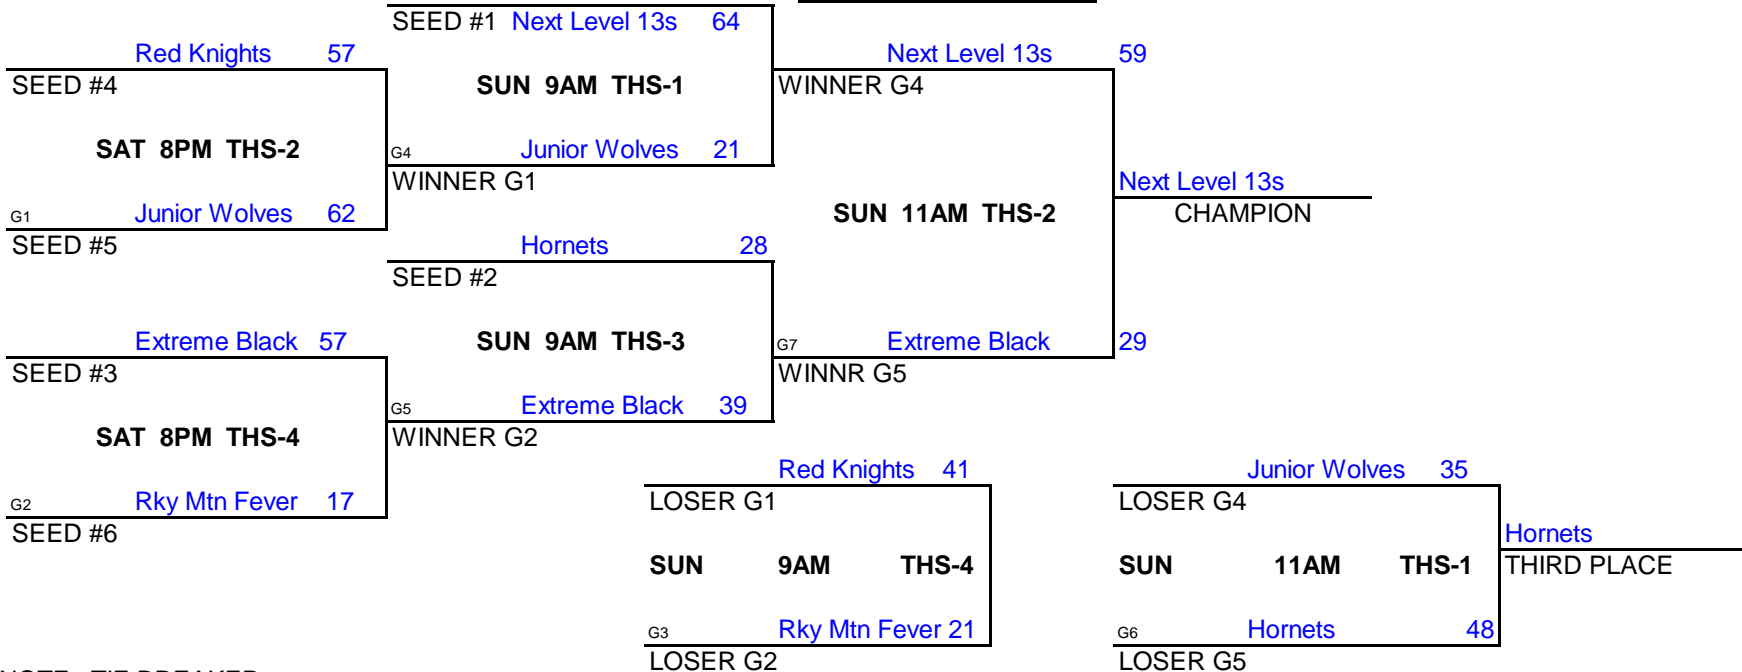 SEED #1 Next Level 13s 64
Red Knights 57
SEED #4
SUN 9AM THS-1
SAT 8PM THS-2
G4 Junior Wolves 21
WINNER G1
G1 Junior Wolves 62
SEED #5
Next Level 13s 59
WINNER G4
SUN 11AM THS-2
Next Level 13s
CHAMPION
Hornets 28
SEED #2
Extreme Black 57
SEED #3
SUN 9AM THS-3
G7 Extreme Black 29
WINNR G5
G5 Extreme Black 39
WINNER G2
SAT 8PM THS-4
G2 Rky Mtn Fever 17
SEED #6
Red Knights 41
LOSER G1
SUN 9AM THS-4
G3 Rky Mtn Fever 21
LOSER G2
Junior Wolves 35
LOSER G4
SUN 11AM THS-1
Hornets
THIRD PLACE
G6 Hornets 48
LOSER G5